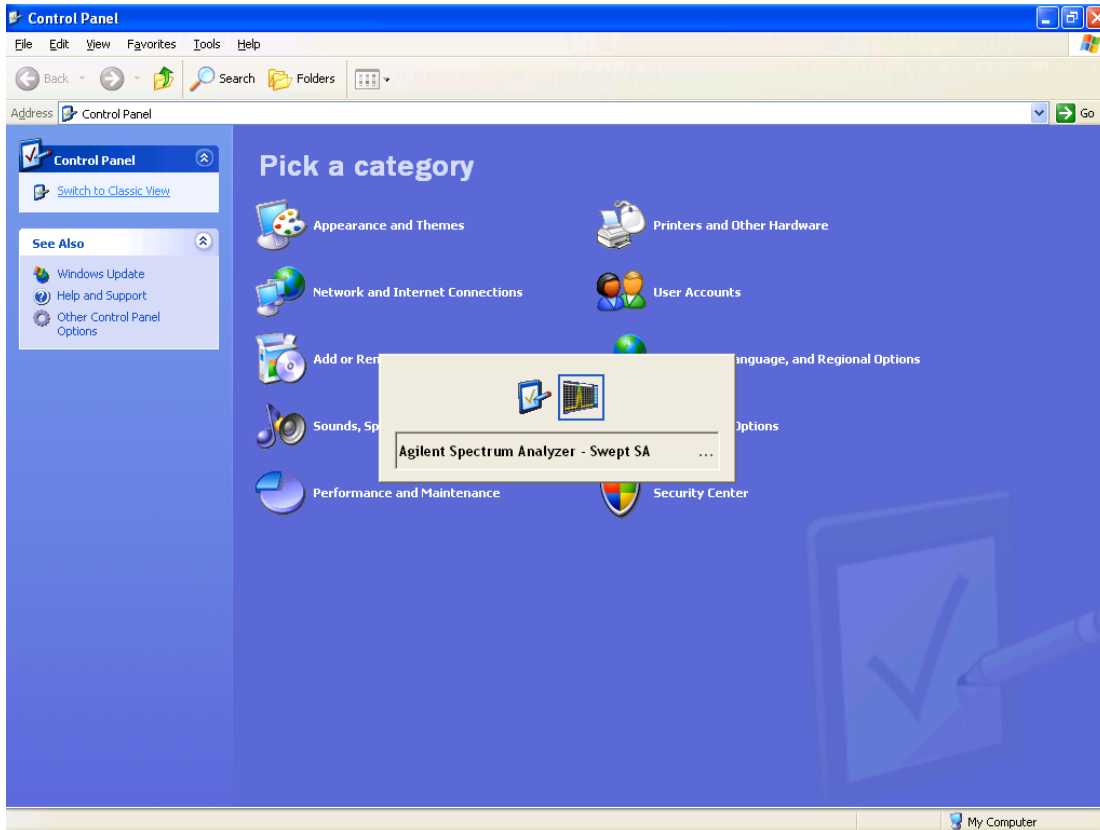 Control Panel
File Edit View Favorites Tools Help
Back Search Folders
Address Control Panel Go
Control Panel
Switch to Classic View
See Also
Windows Update
Help and Support
Other Control Panel
Options
Pick a category
Appearance and Themes
Printers and Other Hardware
Network and Internet Connections
User Accounts
Add or Ren
anguage, and Regional Options
Sounds, Sp
Options
Agilent Spectrum Analyzer - Swept SA ...
Performance and Maintenance
Security Center
My Computer